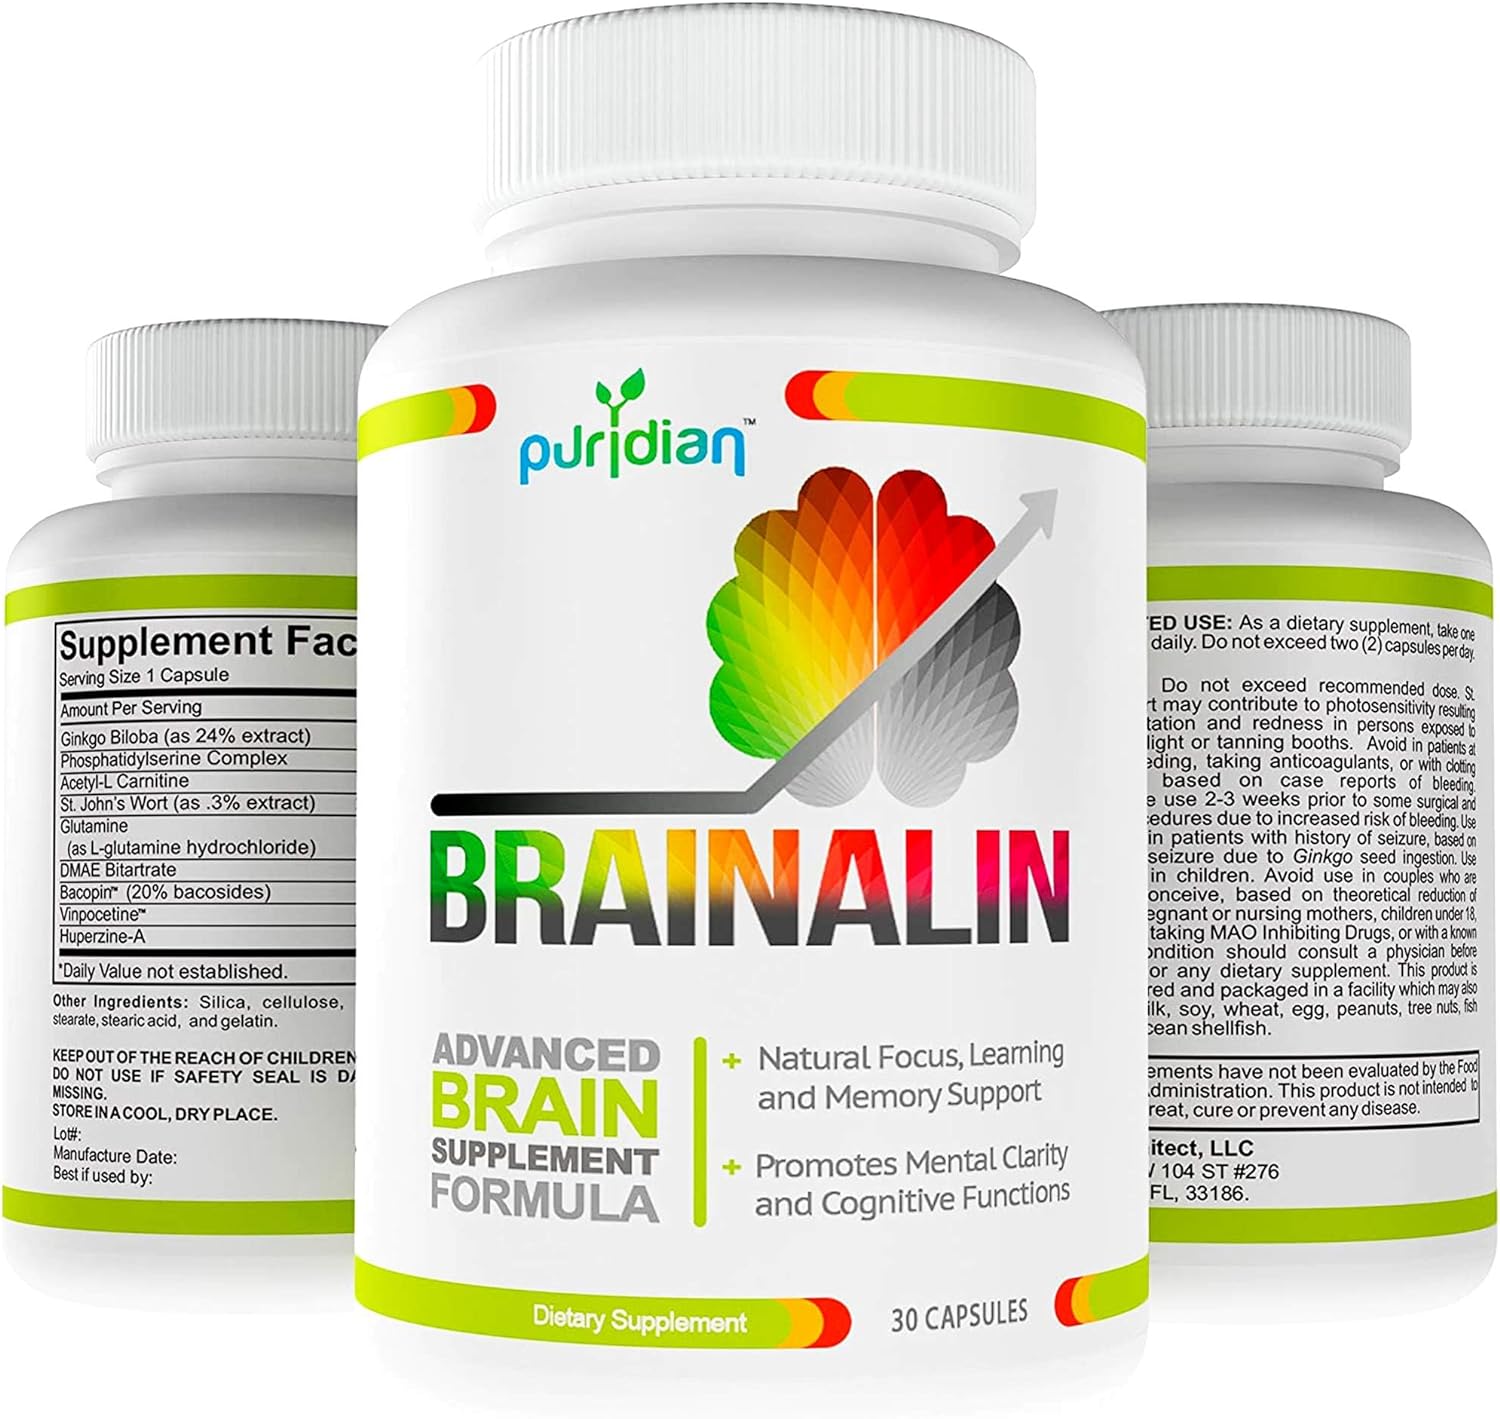 puridian™
BRAINALIN
ADVANCED
BRAIN
SUPPLEMENT
FORMULA
+ Natural Focus, Learning
and Memory Support
+ Promotes Mental Clarity
and Cognitive Functions
Dietary Supplement
30 CAPSULES
Supplement Fac
Serving Size 1 Capsule
Amount Per Serving
Ginkgo Biloba (as 24% extract)
Phosphatidylserine Complex
Acetyl-L Carnitine
St. John's Wort (as .3% extract)
Glutamine
(as L-glutamine hydrochloride)
DMAE Bitartrate
Bacopin™ (20% bacosides)
Vinpocetine™
Huperzine-A
*Daily Value not established.
Other Ingredients: Silica, cellulose,
stearate, stearic acid, and gelatin.
KEEP OUT OF THE REACH OF CHILDREN
DO NOT USE IF SAFETY SEAL IS DA
MISSING.
STORE IN A COOL, DRY PLACE.
Lot#:
Manufacture Date:
Best if used by:
TED USE: As a dietary supplement, take one
daily. Do not exceed two (2) capsules per day.
Do not exceed recommended dose. St.
rt may contribute to photosensitivity resulting
tation and redness in persons exposed to
light or tanning booths. Avoid in patients at
eding, taking anticoagulants, or with clotting
based on case reports of bleeding.
e use 2-3 weeks prior to some surgical and
cedures due to increased risk of bleeding. Use
in patients with history of seizure, based on
seizure due to Ginkgo seed ingestion. Use
in children. Avoid use in couples who are
onceive, based on theoretical reduction of
egnant or nursing mothers, children under 18,
taking MAO Inhibiting Drugs, or with a known
ondition should consult a physician before
or any dietary supplement. This product is
red and packaged in a facility which may also
ilk, soy, wheat, egg, peanuts, tree nuts, fish
cean shellfish.
ements have not been evaluated by the Food
dministration. This product is not intended to
reat, cure or prevent any disease.
itect, LLC
104 ST #276
FL, 33186.